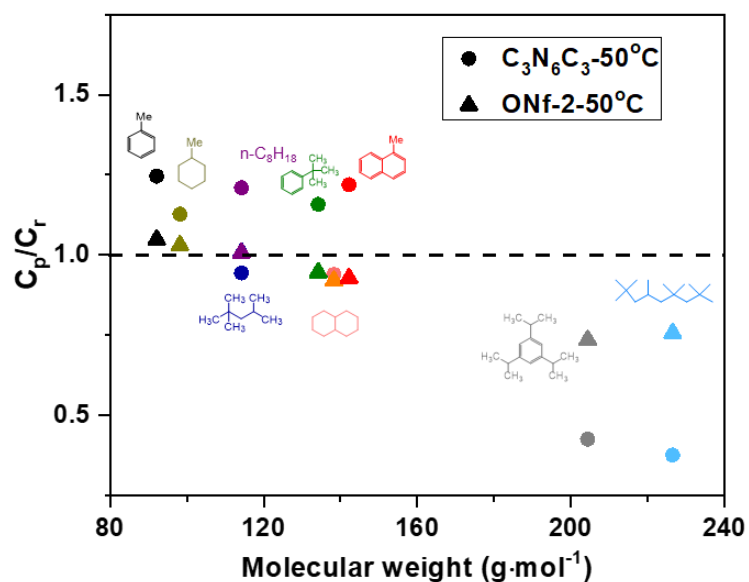 1.5
C₃N₆C₃-50°C
ONf-2-50°C
Me
Me
n-C₈H₁₈
CH₃
CH₃
CH₃
Me
1.0
Cₚ/Cᵣ
CH₃
CH₃
H₃C
CH₃
H₃C
H₃C
CH₃
CH₃
H₃C
H₃C
CH₃
0.5
80
120
160
200
240
Molecular weight (g·mol⁻¹)